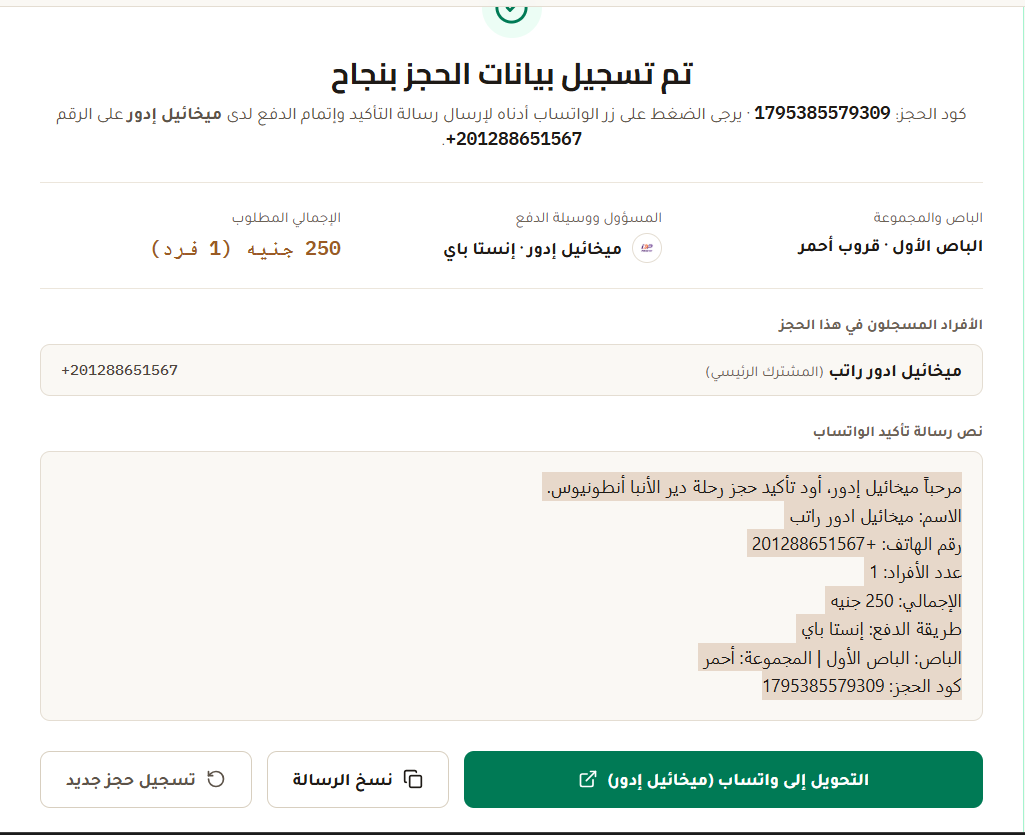 تم تسجيل بيانات الحجز بنجاح
كود الحجز: 1795385579309 · يرجى الضغط على زر الواتساب أدناه لإرسال رسالة التأكيد وإتمام الدفع لدى ميخائيل إدور على الرقم
+201288651567.
الباص والمجموعة
الباص الأول · قروب أحمر
المسؤول ووسيلة الدفع
ميخائيل إدور · إنستا باي
الإجمالي المطلوب
250 جنيه (1 فرد)
الأفراد المسجلون في هذا الحجز
ميخائيل ادور راتب (المشترك الرئيسي)
+201288651567
نص رسالة تأكيد الواتساب
مرحباً ميخائيل إدور، أود تأكيد حجز رحلة دير الأنبا أنطونيوس.
الاسم: ميخائيل ادور راتب
رقم الهاتف: +201288651567
عدد الأفراد: 1
الإجمالي: 250 جنيه
طريقة الدفع: إنستا باي
الباص: الباص الأول | المجموعة: أحمر
كود الحجز: 1795385579309
التحويل إلى واتساب (ميخائيل إدور)
نسخ الرسالة
تسجيل حجز جديد